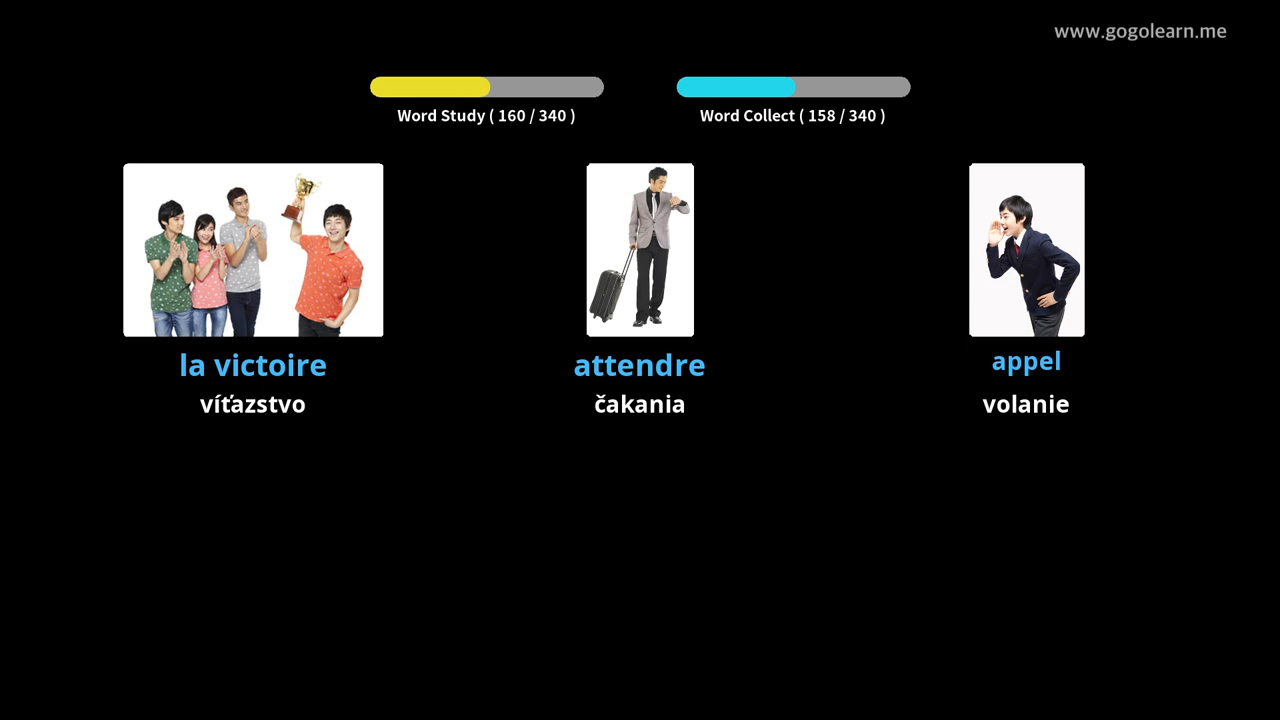 www.gogolearn.me
Word Study ( 160 / 340 )
Word Collect ( 158 / 340 )
la victoire
attendre
appel
víťazstvo
čakania
volanie